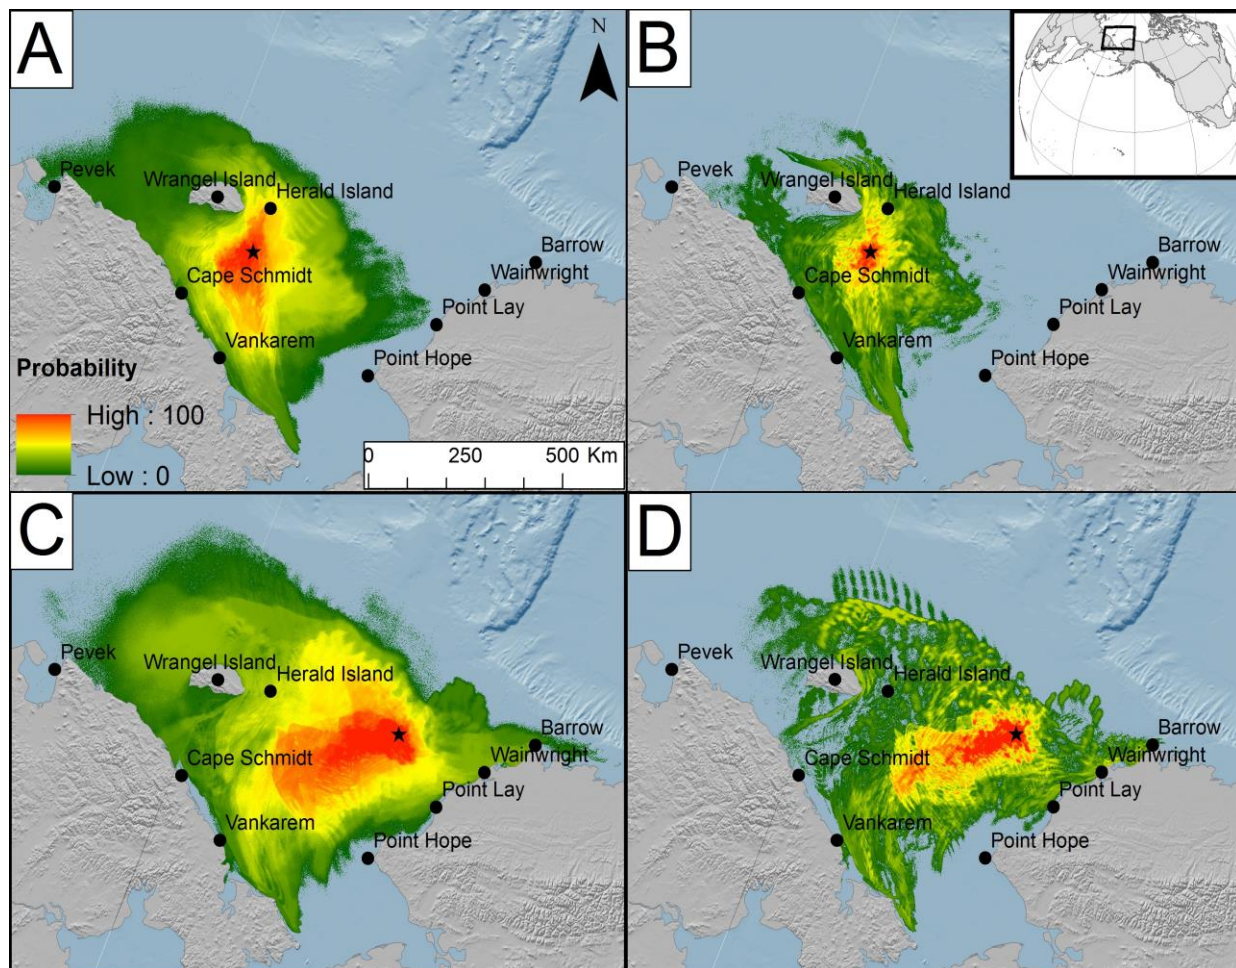 A
N
Pevek
Wrangel Island
Herald Island
Cape Schmidt
Barrow
Wainwright
Point Lay
Vankarem
Point Hope
Probability
High : 100
Low : 0
0 250 500 Km
B
Pevek
Wrangel Island
Herald Island
Barrow
Wainwright
Cape Schmidt
Point Lay
Vankarem
Point Hope
C
Pevek
Wrangel Island
Herald Island
Barrow
Cape Schmidt
Wainwright
Point Lay
Vankarem
Point Hope
D
Pevek
Wrangel Island
Herald Island
Barrow
Cape Schmidt
Wainwright
Point Lay
Vankarem
Point Hope